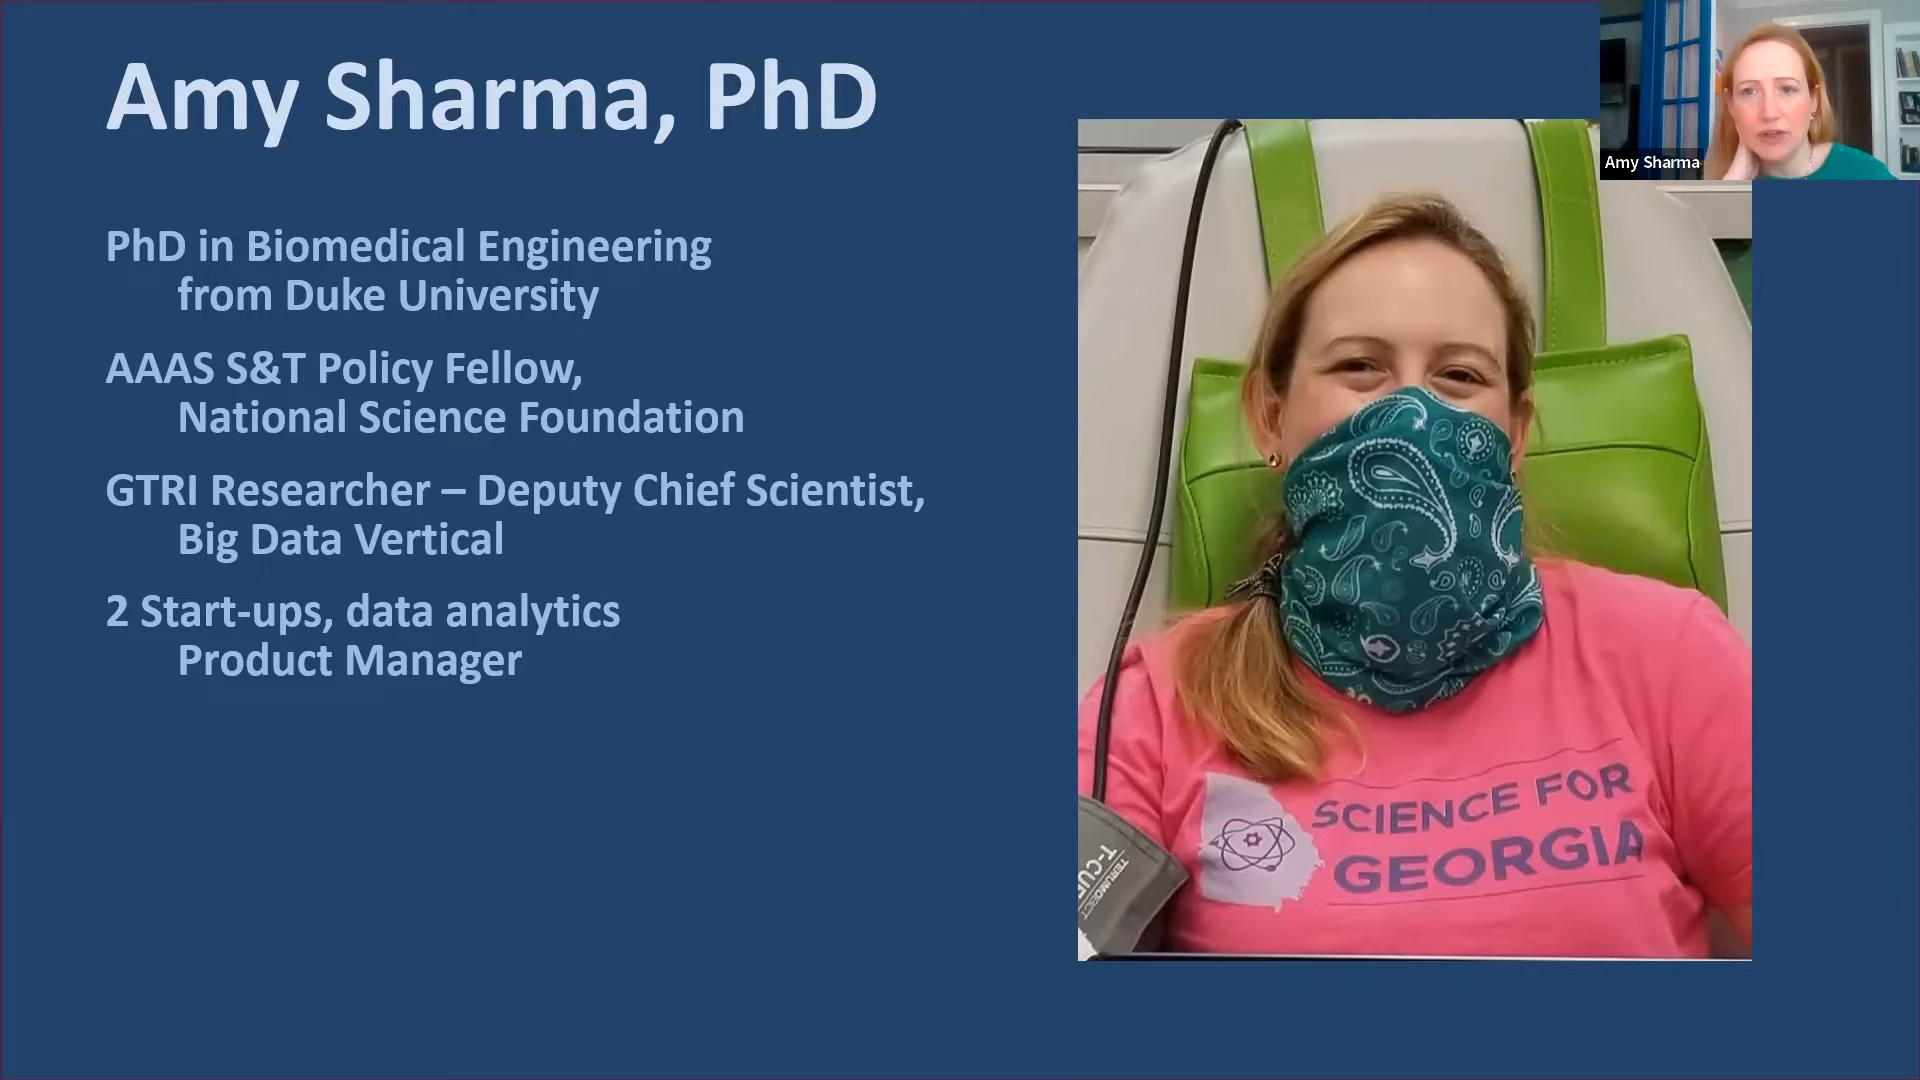 Amy Sharma, PhD
Amy Sharma
PhD in Biomedical Engineering
from Duke University
AAAS S&T Policy Fellow,
National Science Foundation
GTRI Researcher – Deputy Chief Scientist,
Big Data Vertical
2 Start-ups, data analytics
Product Manager
SCIENCE FOR
GEORGIA
TERUMOBCT